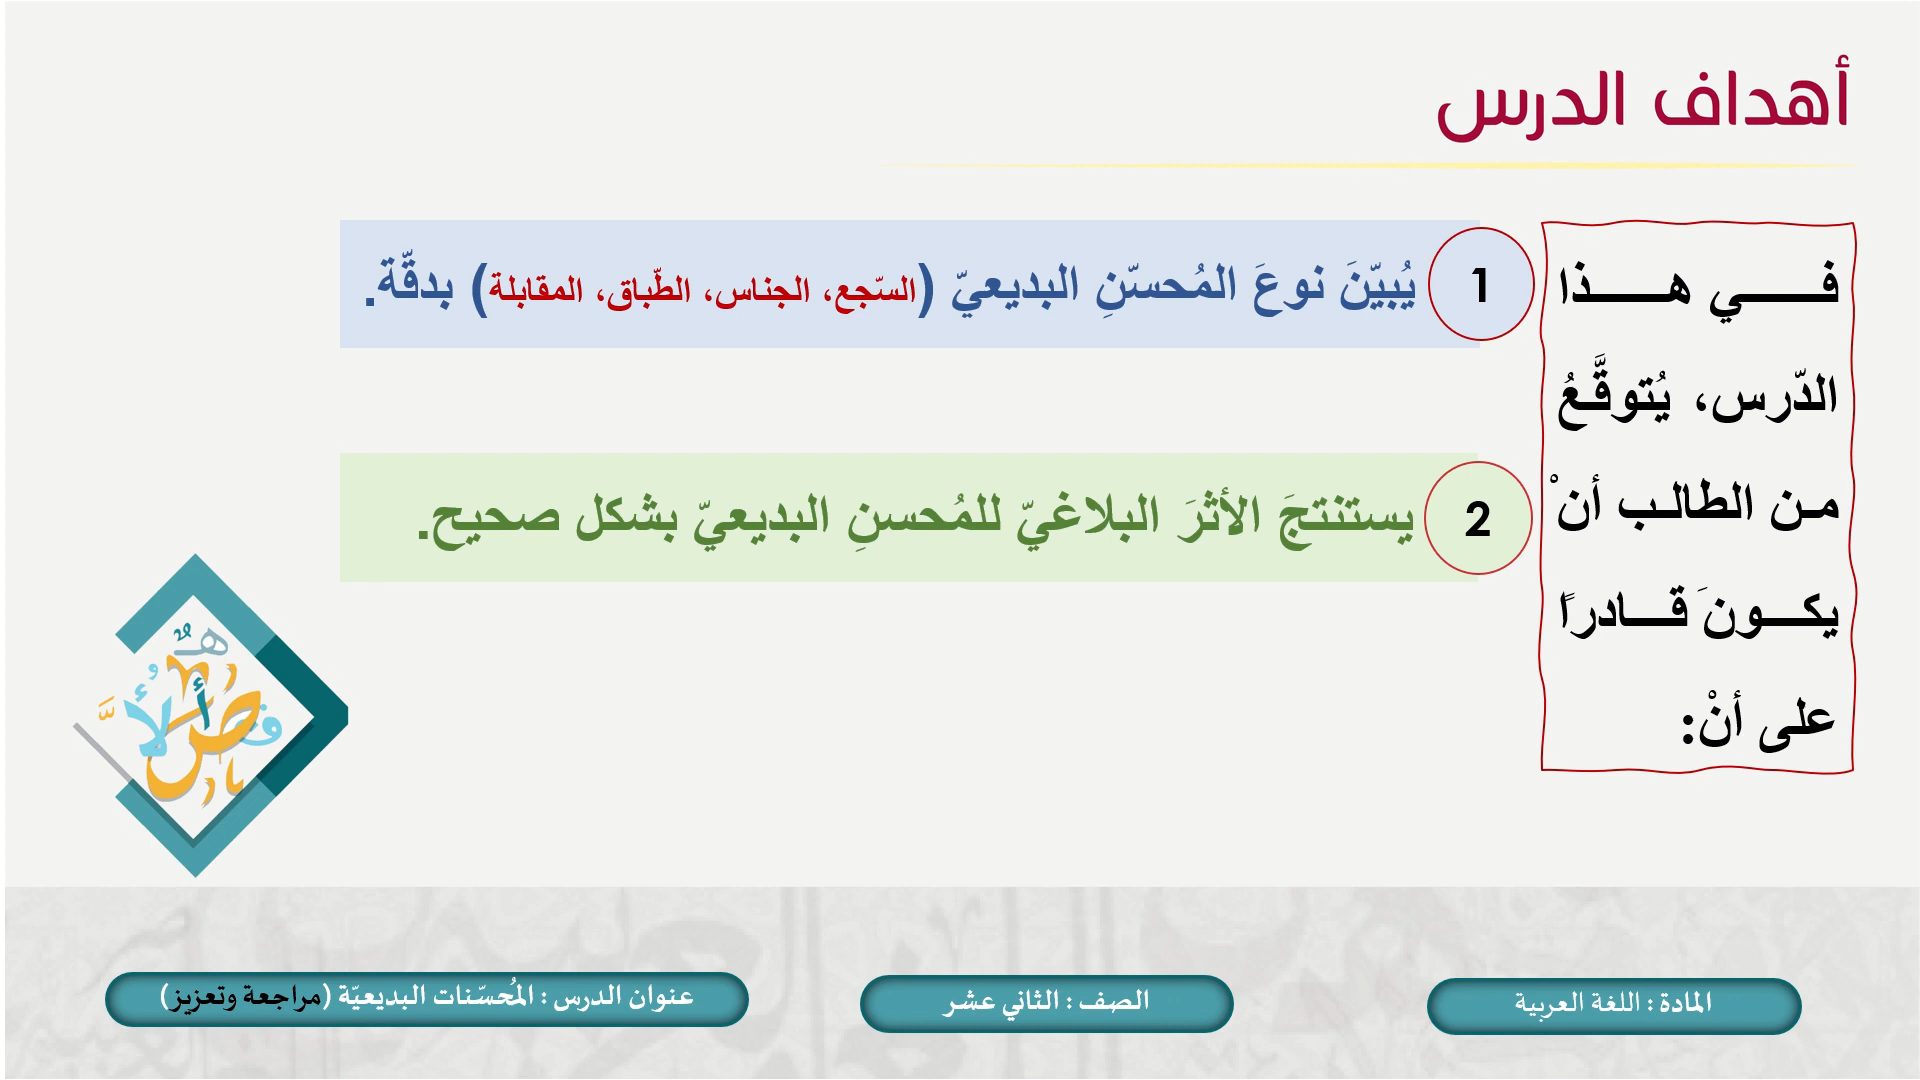 أهداف الدرس
في هذا
الدّرس، يُتوقَّعُ
من الطالب أنْ
يكونَ قادرًا
على أنْ:
1
يُبيّنَ نوعَ المُحسّنِ البديعيّ (السّجع، الجناس، الطّباق، المقابلة) بدقّة.
2
يستنتجَ الأثرَ البلاغيّ للمُحسنِ البديعيّ بشكل صحيح.
المادة : اللغة العربية
الصف : الثاني عشر
عنوان الدرس : المُحسّنات البديعيّة (مراجعة وتعزيز)